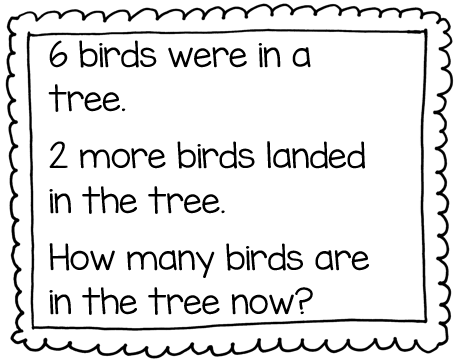 6 birds were in a
tree.
2 more birds landed
in the tree.
How many birds are
in the tree now?